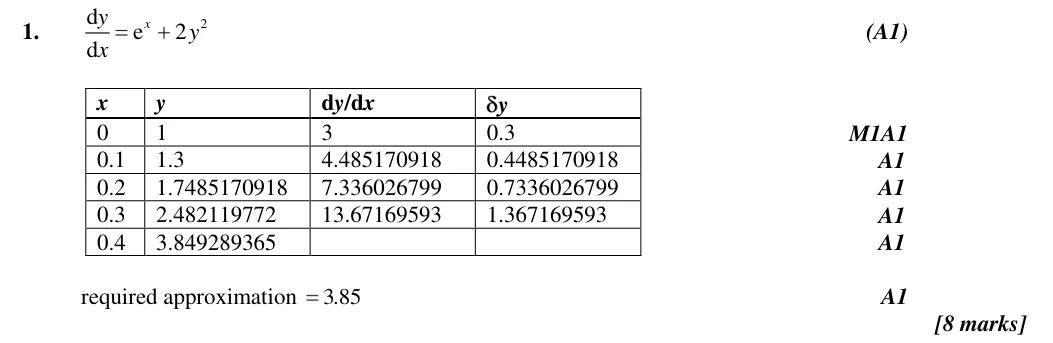 1. dy/dx = e^x + 2y^2 (A1)
x y dy/dx δy
0 1 3 0.3 M1A1
0.1 1.3 4.485170918 0.4485170918 A1
0.2 1.7485170918 7.336026799 0.7336026799 A1
0.3 2.482119772 13.67169593 1.367169593 A1
0.4 3.849289365 A1
required approximation = 3.85 A1
[8 marks]